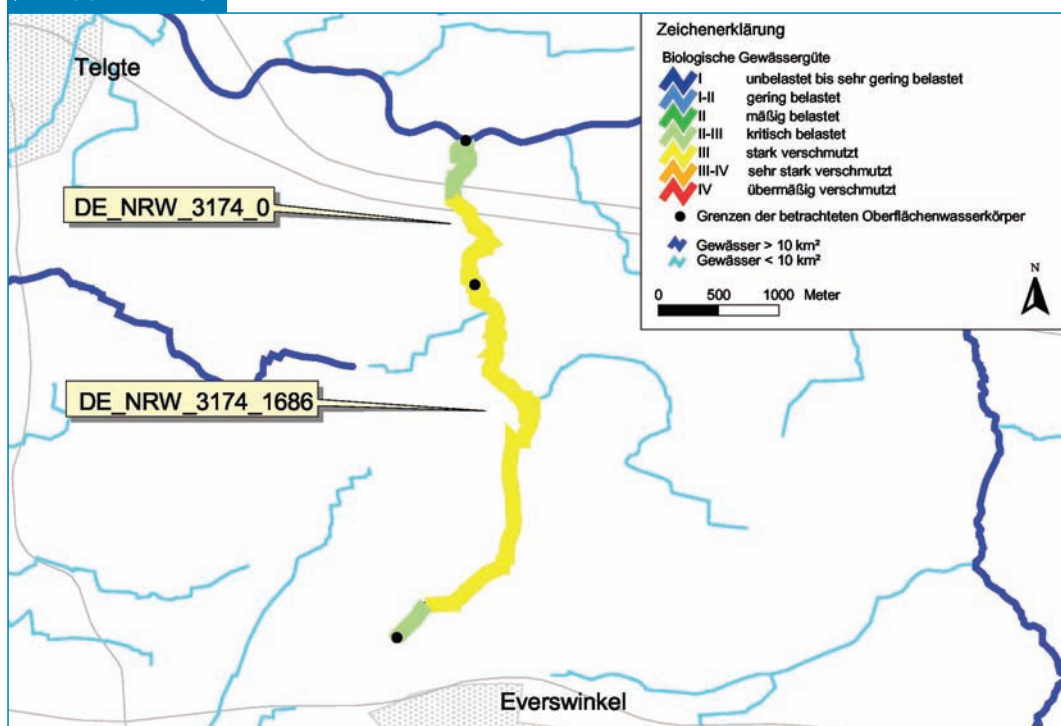 Telgte
DE_NRW_3174_0
DE_NRW_3174_1686
Everswinkel
Zeichenerklärung
Biologische Gewässergüte
I unbelastet bis sehr gering belastet
I-II gering belastet
II mäßig belastet
II-III kritisch belastet
III stark verschmutzt
III-IV sehr stark verschmutzt
IV übermäßig verschmutzt
Grenzen der betrachteten Oberflächenwasserkörper
Gewässer > 10 km²
Gewässer < 10 km²
N
0 500 1000 Meter